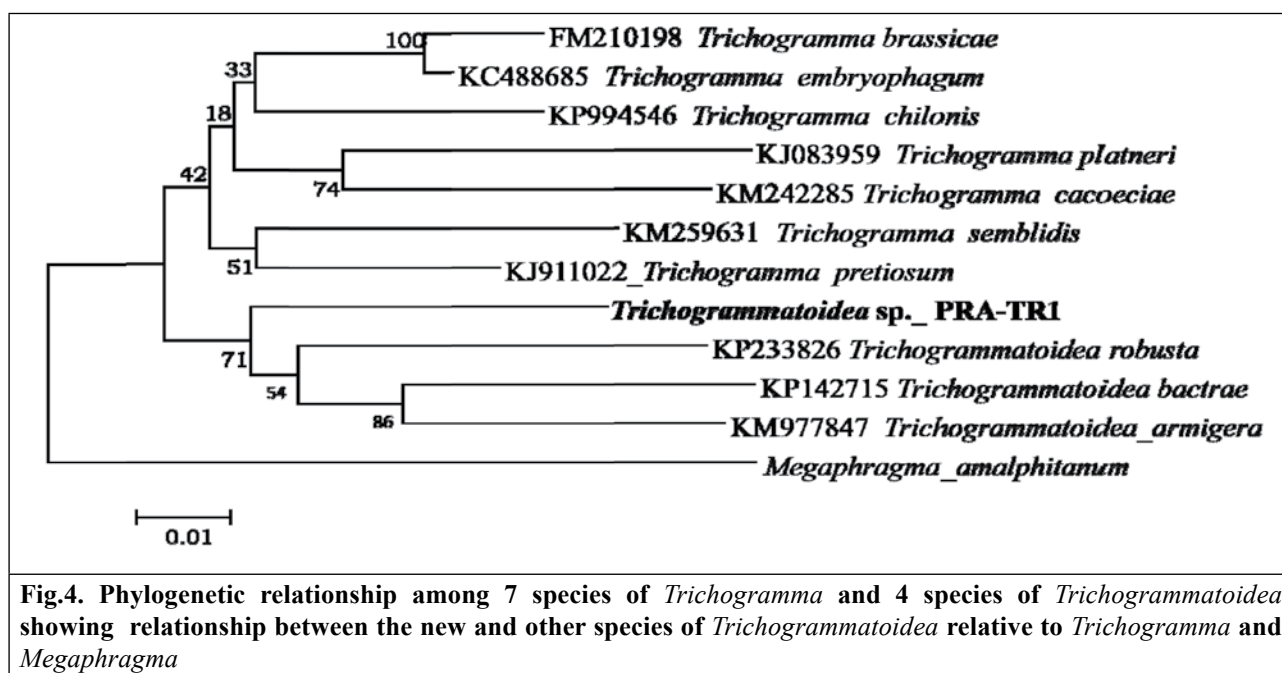 100
FM210198 Trichogramma brassicae
33
KC488685 Trichogramma embryophagum
KP994546 Trichogramma chilonis
18
KJ083959 Trichogramma platneri
42
74
KM242285 Trichogramma cacoeciae
KM259631 Trichogramma semblidis
51
KJ911022_Trichogramma pretiosum
Trichogrammatoidea sp._ PRA-TR1
71
KP233826 Trichogrammatoidea robusta
54
KP142715 Trichogrammatoidea bactrae
86
KM977847 Trichogrammatoidea_armigera
Megaphragma_amalphitanum
0.01
Fig.4. Phylogenetic relationship among 7 species of Trichogramma and 4 species of Trichogrammatoidea
showing relationship between the new and other species of Trichogrammatoidea relative to Trichogramma and
Megaphragma